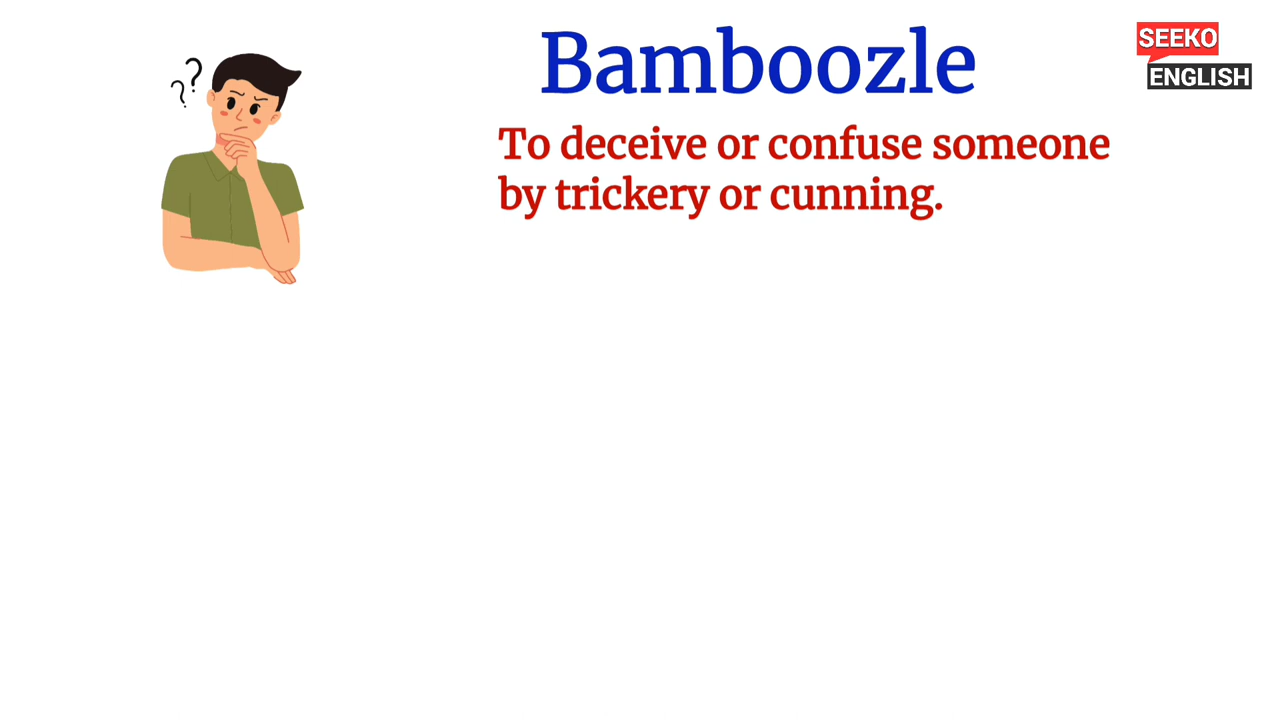 Bamboozle
SEEKO
ENGLISH
To deceive or confuse someone
by trickery or cunning.
? ?